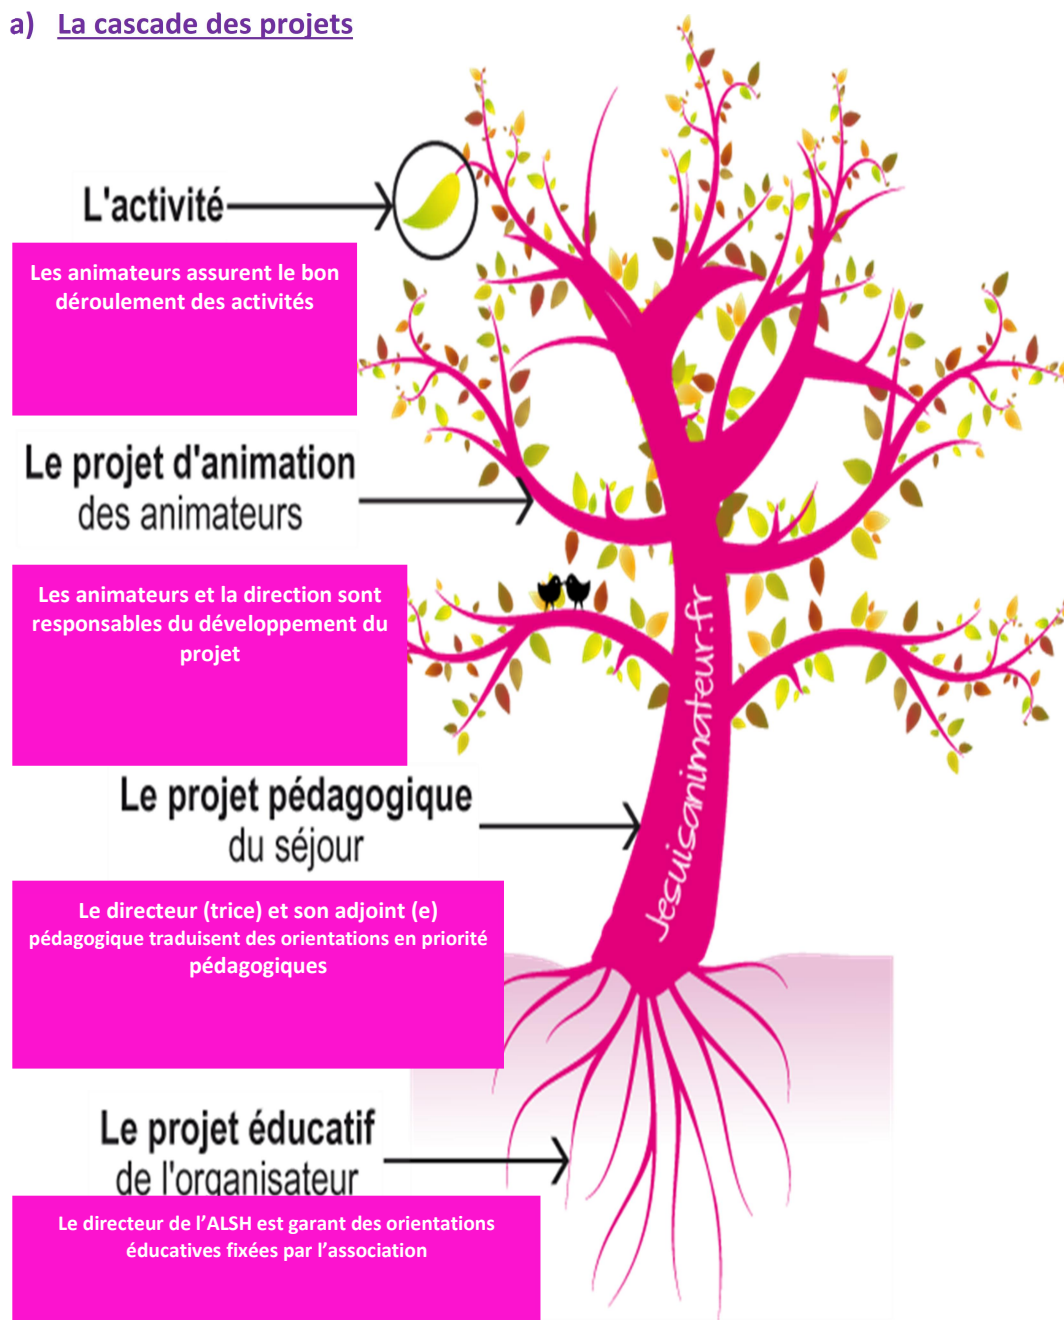 a) La cascade des projets
L'activité
Les animateurs assurent le bon
déroulement des activités
Le projet d'animation
des animateurs
Les animateurs et la direction sont
responsables du développement du
projet
Jesuisanimateur.fr
Le projet pédagogique
du séjour
Le directeur (trice) et son adjoint (e)
pédagogique traduisent des orientations en priorité
pédagogiques
Le projet éducatif
de l'organisateur
Le directeur de l’ALSH est garant des orientations
éducatives fixées par l’association